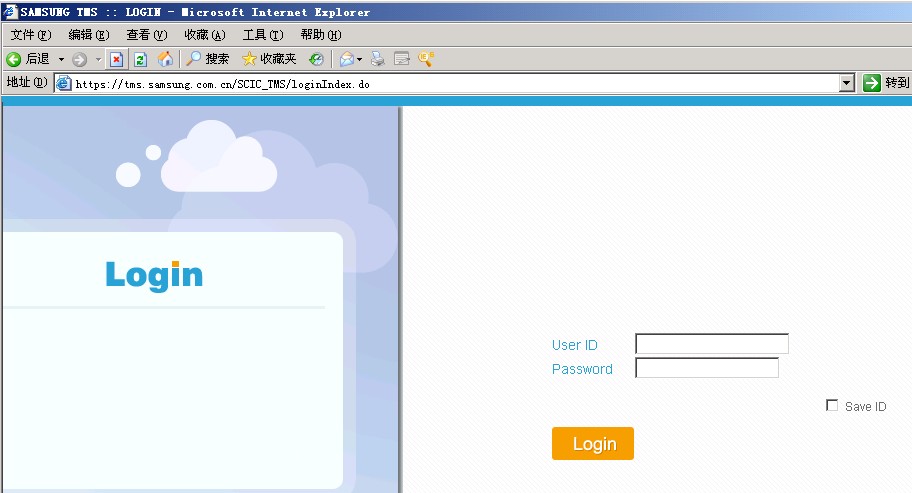 SAMSUNG TMS :: LOGIN - Microsoft Internet Explorer
文件(F) 编辑(E) 查看(V) 收藏(A) 工具(T) 帮助(H)
后退 搜索 收藏夹
地址(D) https://tms.samsung.com.cn/SCIC_TMS/loginIndex.do 转到
Login
User ID
Password
Save ID
Login